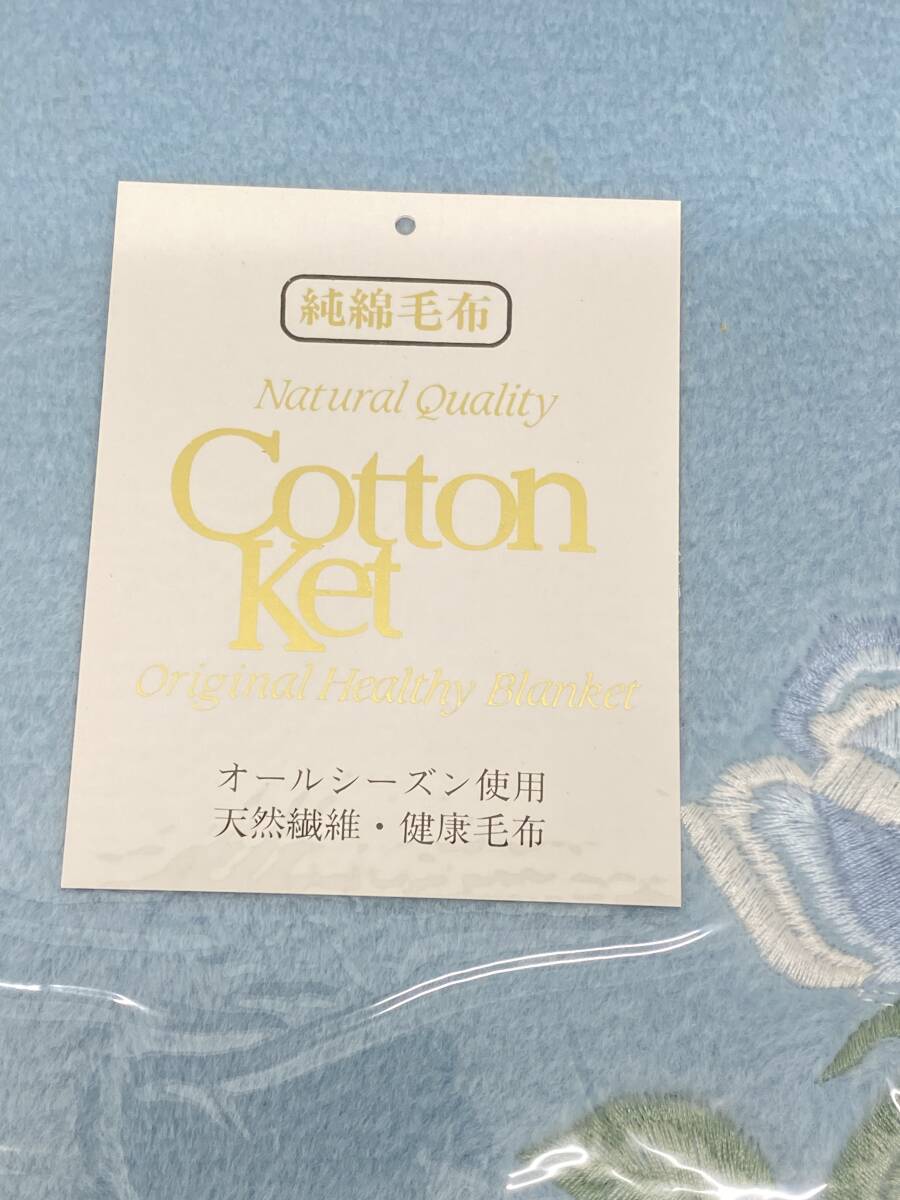 純綿毛布
Natural Quality
Cotton
Ket
Original Healthy Blanket
オールシーズン使用
天然繊維・健康毛布